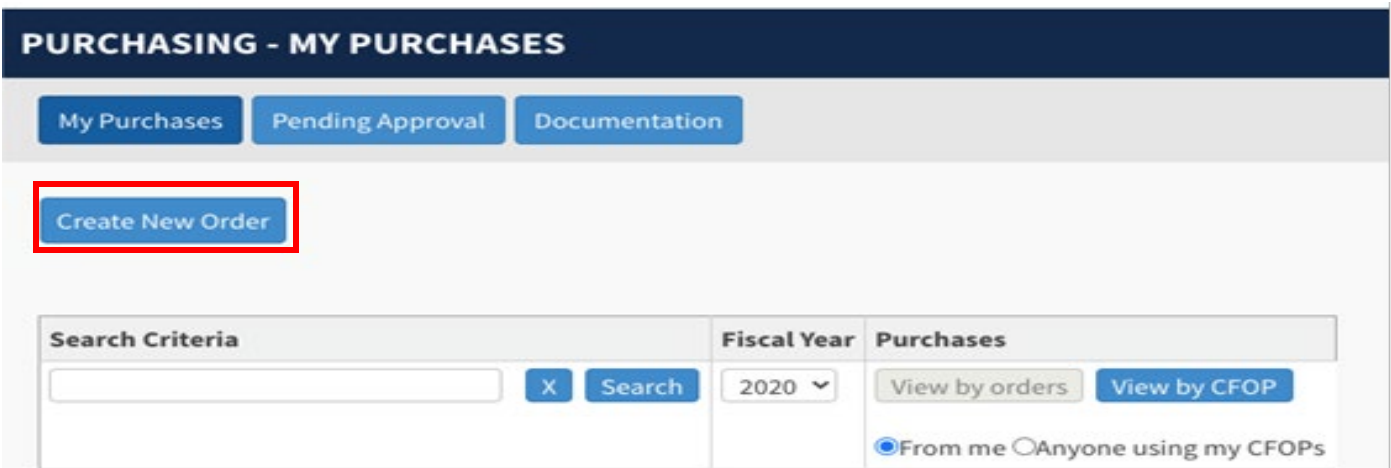 PURCHASING - MY PURCHASES
My Purchases Pending Approval Documentation
Create New Order
Search Criteria Fiscal Year Purchases
X Search 2020 View by orders View by CFOP
From me Anyone using my CFOPs